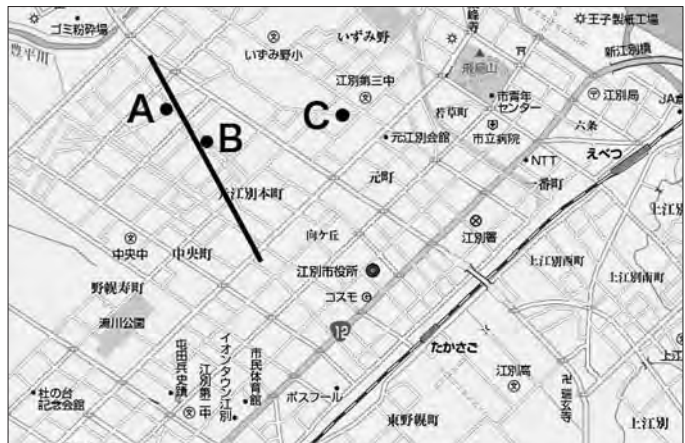 ゴミ粉砕場
豊平川
いずみ野小
いずみ野
江別第三中
飛烏山
市青年
センター
若草町
市立病院
王子製紙工場
新江別橋
江別局
JA
六条
えべつ
NTT
一番町
元江別会館
元町
A
B
C
元江別本町
向ケ丘
江別署
江別市役所
コスモ
12
中央中
中央町
野幌寿町
湯川公園
上江別西町
上江別南町
上江別
たかさご
江別高
屯田兵史蹟
江別第二中
イオンタウン江別
市民体育館
ポスフール
東野幌町
杜の台
記念会館
上江別